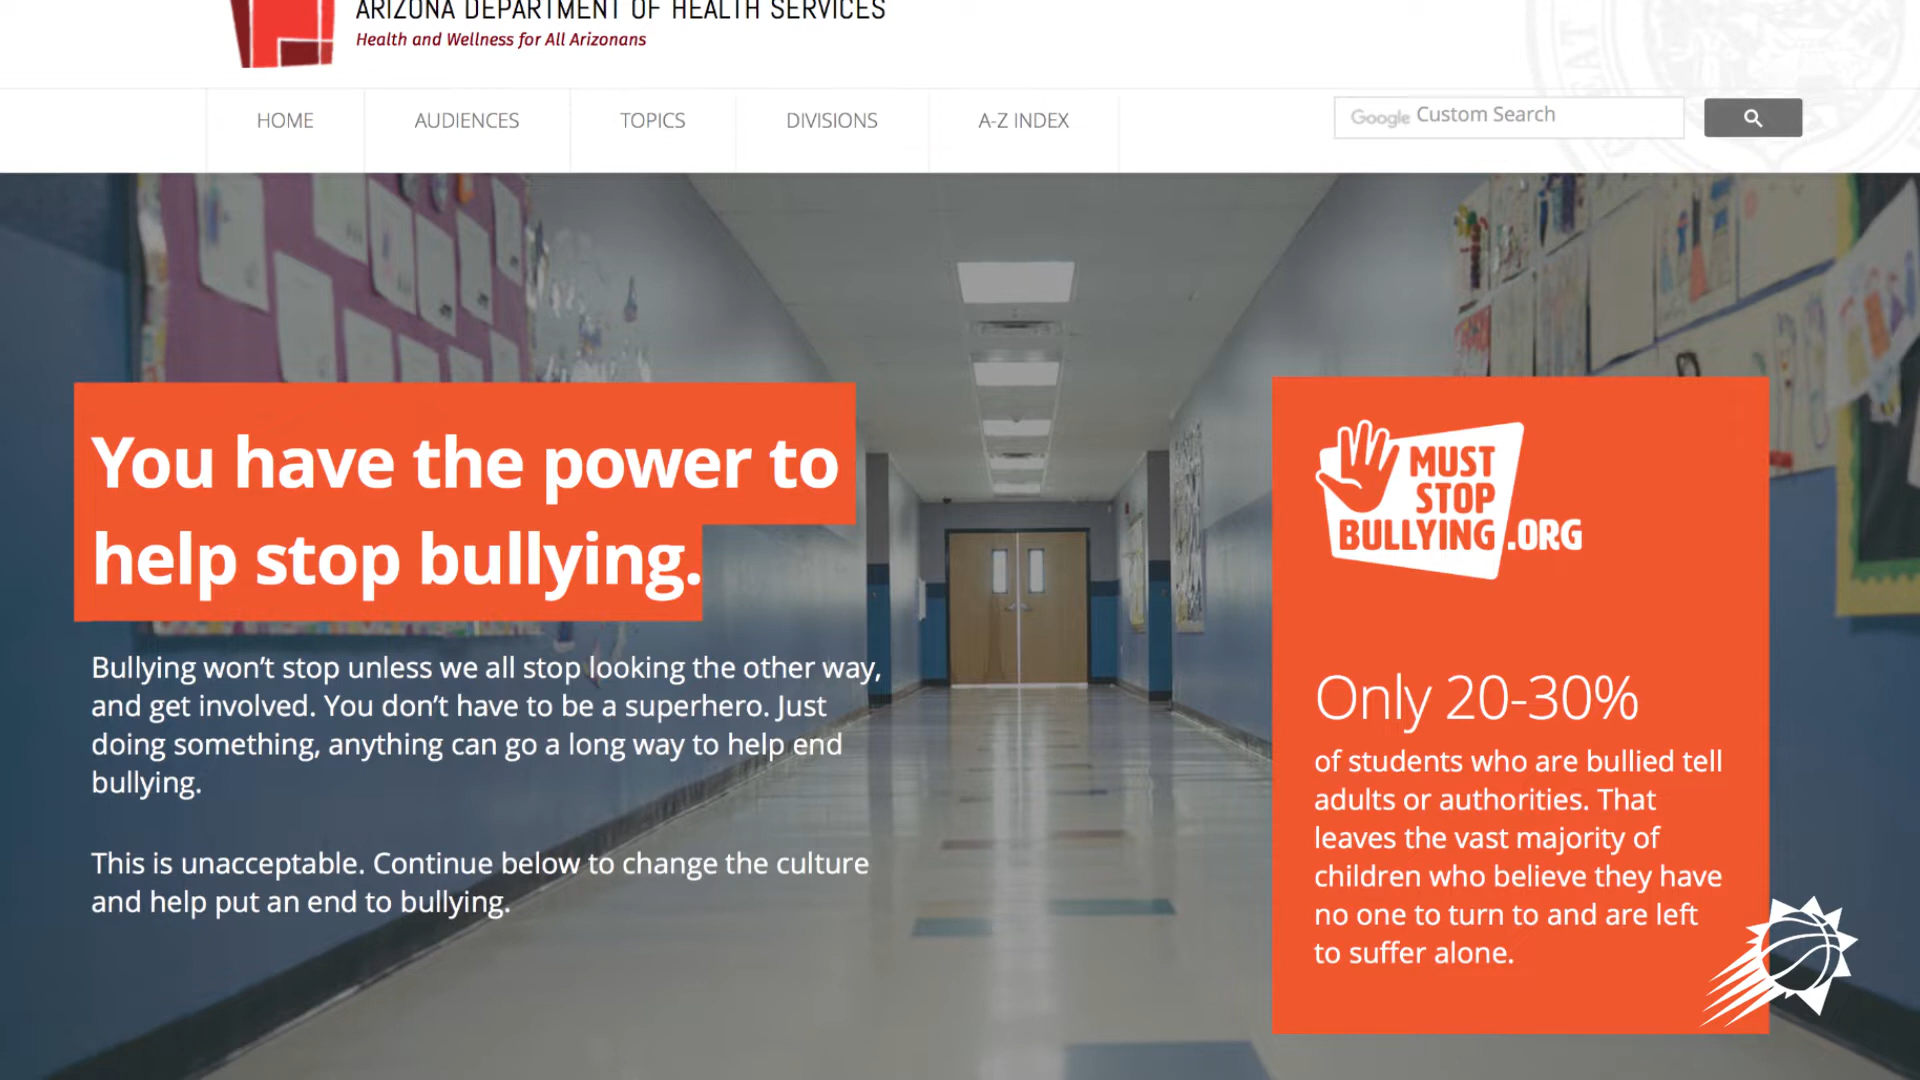 ARIZONA DEPARTMENT OF HEALTH SERVICES
Health and Wellness for All Arizonans
HOME
AUDIENCES
TOPICS
DIVISIONS
A-Z INDEX
Google Custom Search
You have the power to
help stop bullying.
Bullying won't stop unless we all stop looking the other way,
and get involved. You don't have to be a superhero. Just
doing something, anything can go a long way to help end
bullying.
This is unacceptable. Continue below to change the culture
and help put an end to bullying.
MUST
STOP
BULLYING.ORG
Only 20-30%
of students who are bullied tell
adults or authorities. That
leaves the vast majority of
children who believe they have
no one to turn to and are left
to suffer alone.